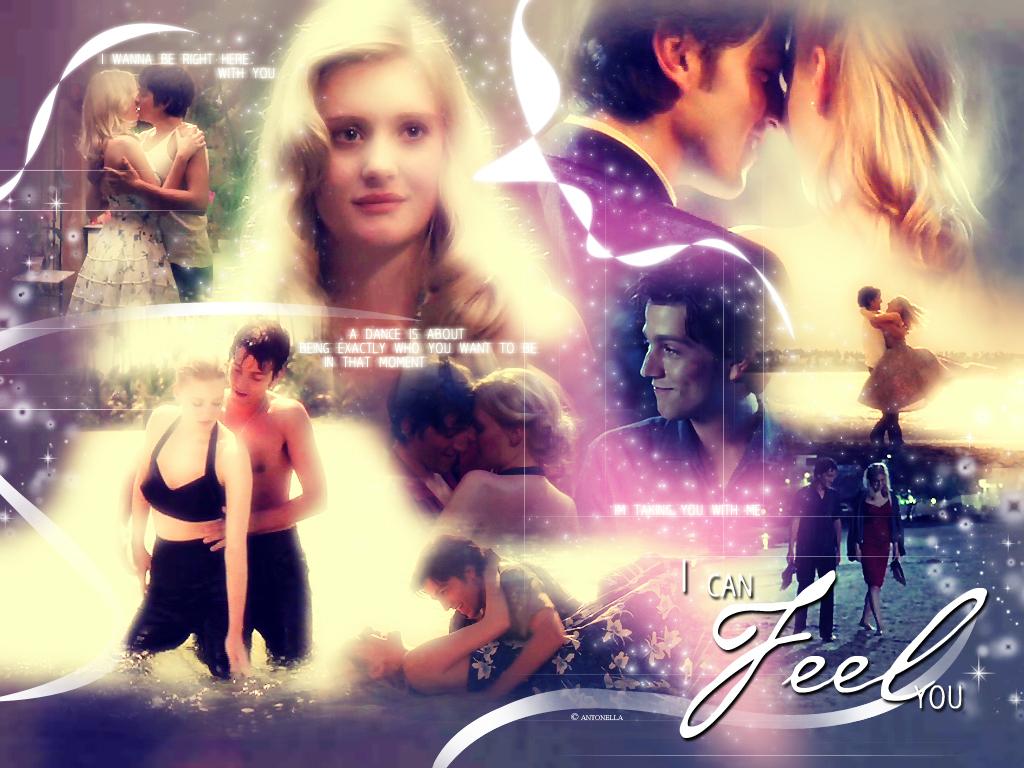 I WANNA BE RIGHT HERE
WITH YOU
A DANCE IS ABOUT
BEING EXACTLY WHO YOU WANT TO BE
IN THAT MOMENT
IM TAKING YOU WITH ME
I CAN
Feel
YOU
© ANTONELLA